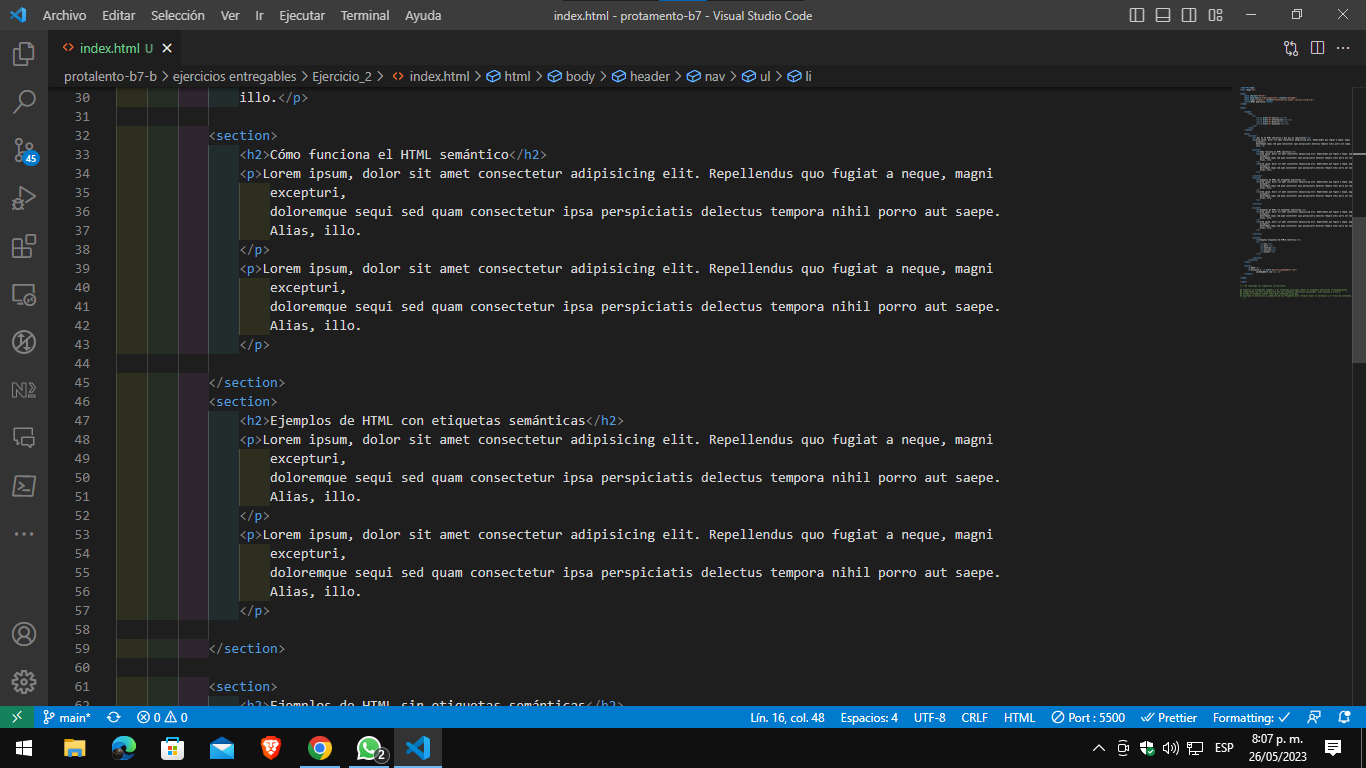 Archivo Editar Selección Ver Ir Ejecutar Terminal Ayuda index.html - protamento-b7 - Visual Studio Code
index.html U
protalento-b7-b > ejercicios entregables > Ejercicio_2 > index.html > html > body > header > nav > ul > li
30 illo.</p>
31
32 <section>
33 <h2>Cómo funciona el HTML semántico</h2>
34 <p>Lorem ipsum, dolor sit amet consectetur adipisicing elit. Repellendus quo fugiat a neque, magni
35 excepturi,
36 doloremque sequi sed quam consectetur ipsa perspiciatis delectus tempora nihil porro aut saepe.
37 Alias, illo.
38 </p>
39 <p>Lorem ipsum, dolor sit amet consectetur adipisicing elit. Repellendus quo fugiat a neque, magni
40 excepturi,
41 doloremque sequi sed quam consectetur ipsa perspiciatis delectus tempora nihil porro aut saepe.
42 Alias, illo.
43 </p>
44
45 </section>
46 <section>
47 <h2>Ejemplos de HTML con etiquetas semánticas</h2>
48 <p>Lorem ipsum, dolor sit amet consectetur adipisicing elit. Repellendus quo fugiat a neque, magni
49 excepturi,
50 doloremque sequi sed quam consectetur ipsa perspiciatis delectus tempora nihil porro aut saepe.
51 Alias, illo.
52 </p>
53 <p>Lorem ipsum, dolor sit amet consectetur adipisicing elit. Repellendus quo fugiat a neque, magni
54 excepturi,
55 doloremque sequi sed quam consectetur ipsa perspiciatis delectus tempora nihil porro aut saepe.
56 Alias, illo.
57 </p>
58
59 </section>
60
61 <section>
62 <h2>Ejemplos de HTML sin etiquetas semánticas</h2>
45
main* 0 0 Lín. 16, col. 48 Espacios: 4 UTF-8 CRLF HTML Port : 5500 Prettier Formatting:
2 ESP 8:07 p. m.
26/05/2023